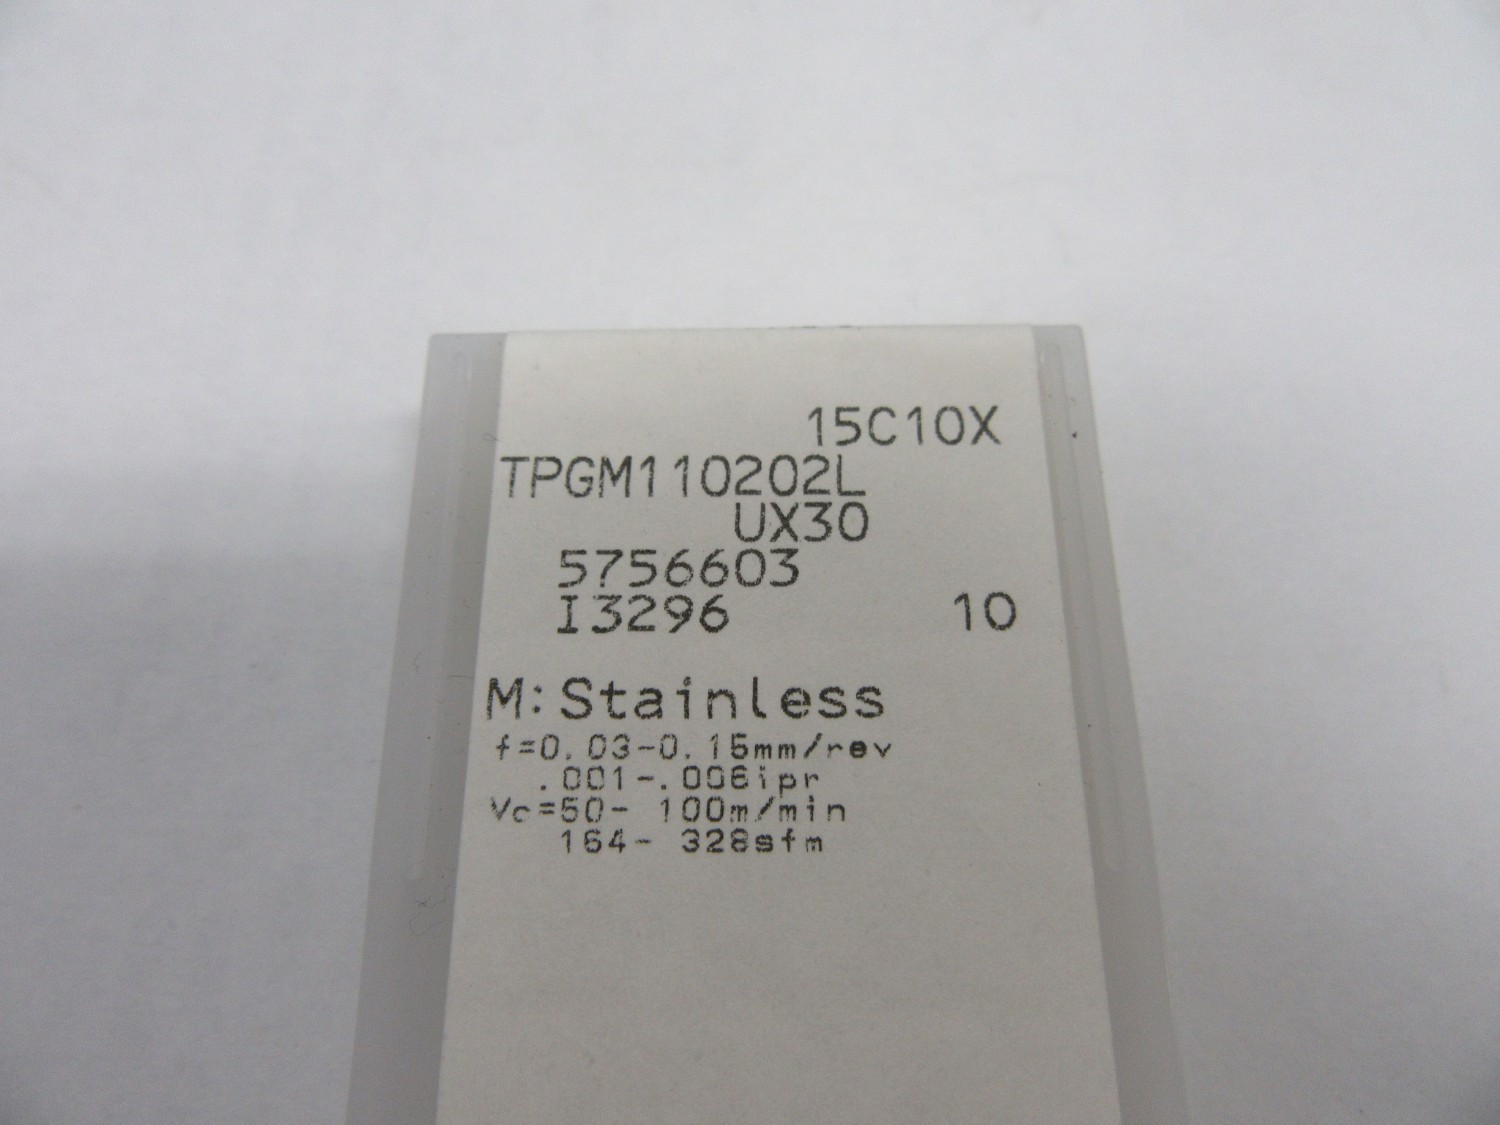 15C10X
TPGM110202L
UX30
5756603
I3296 10
M:Stainless
f=0.03-0.15mm/rev
.001-.006ipr
Vc=50- 100m/min
164- 328sfm